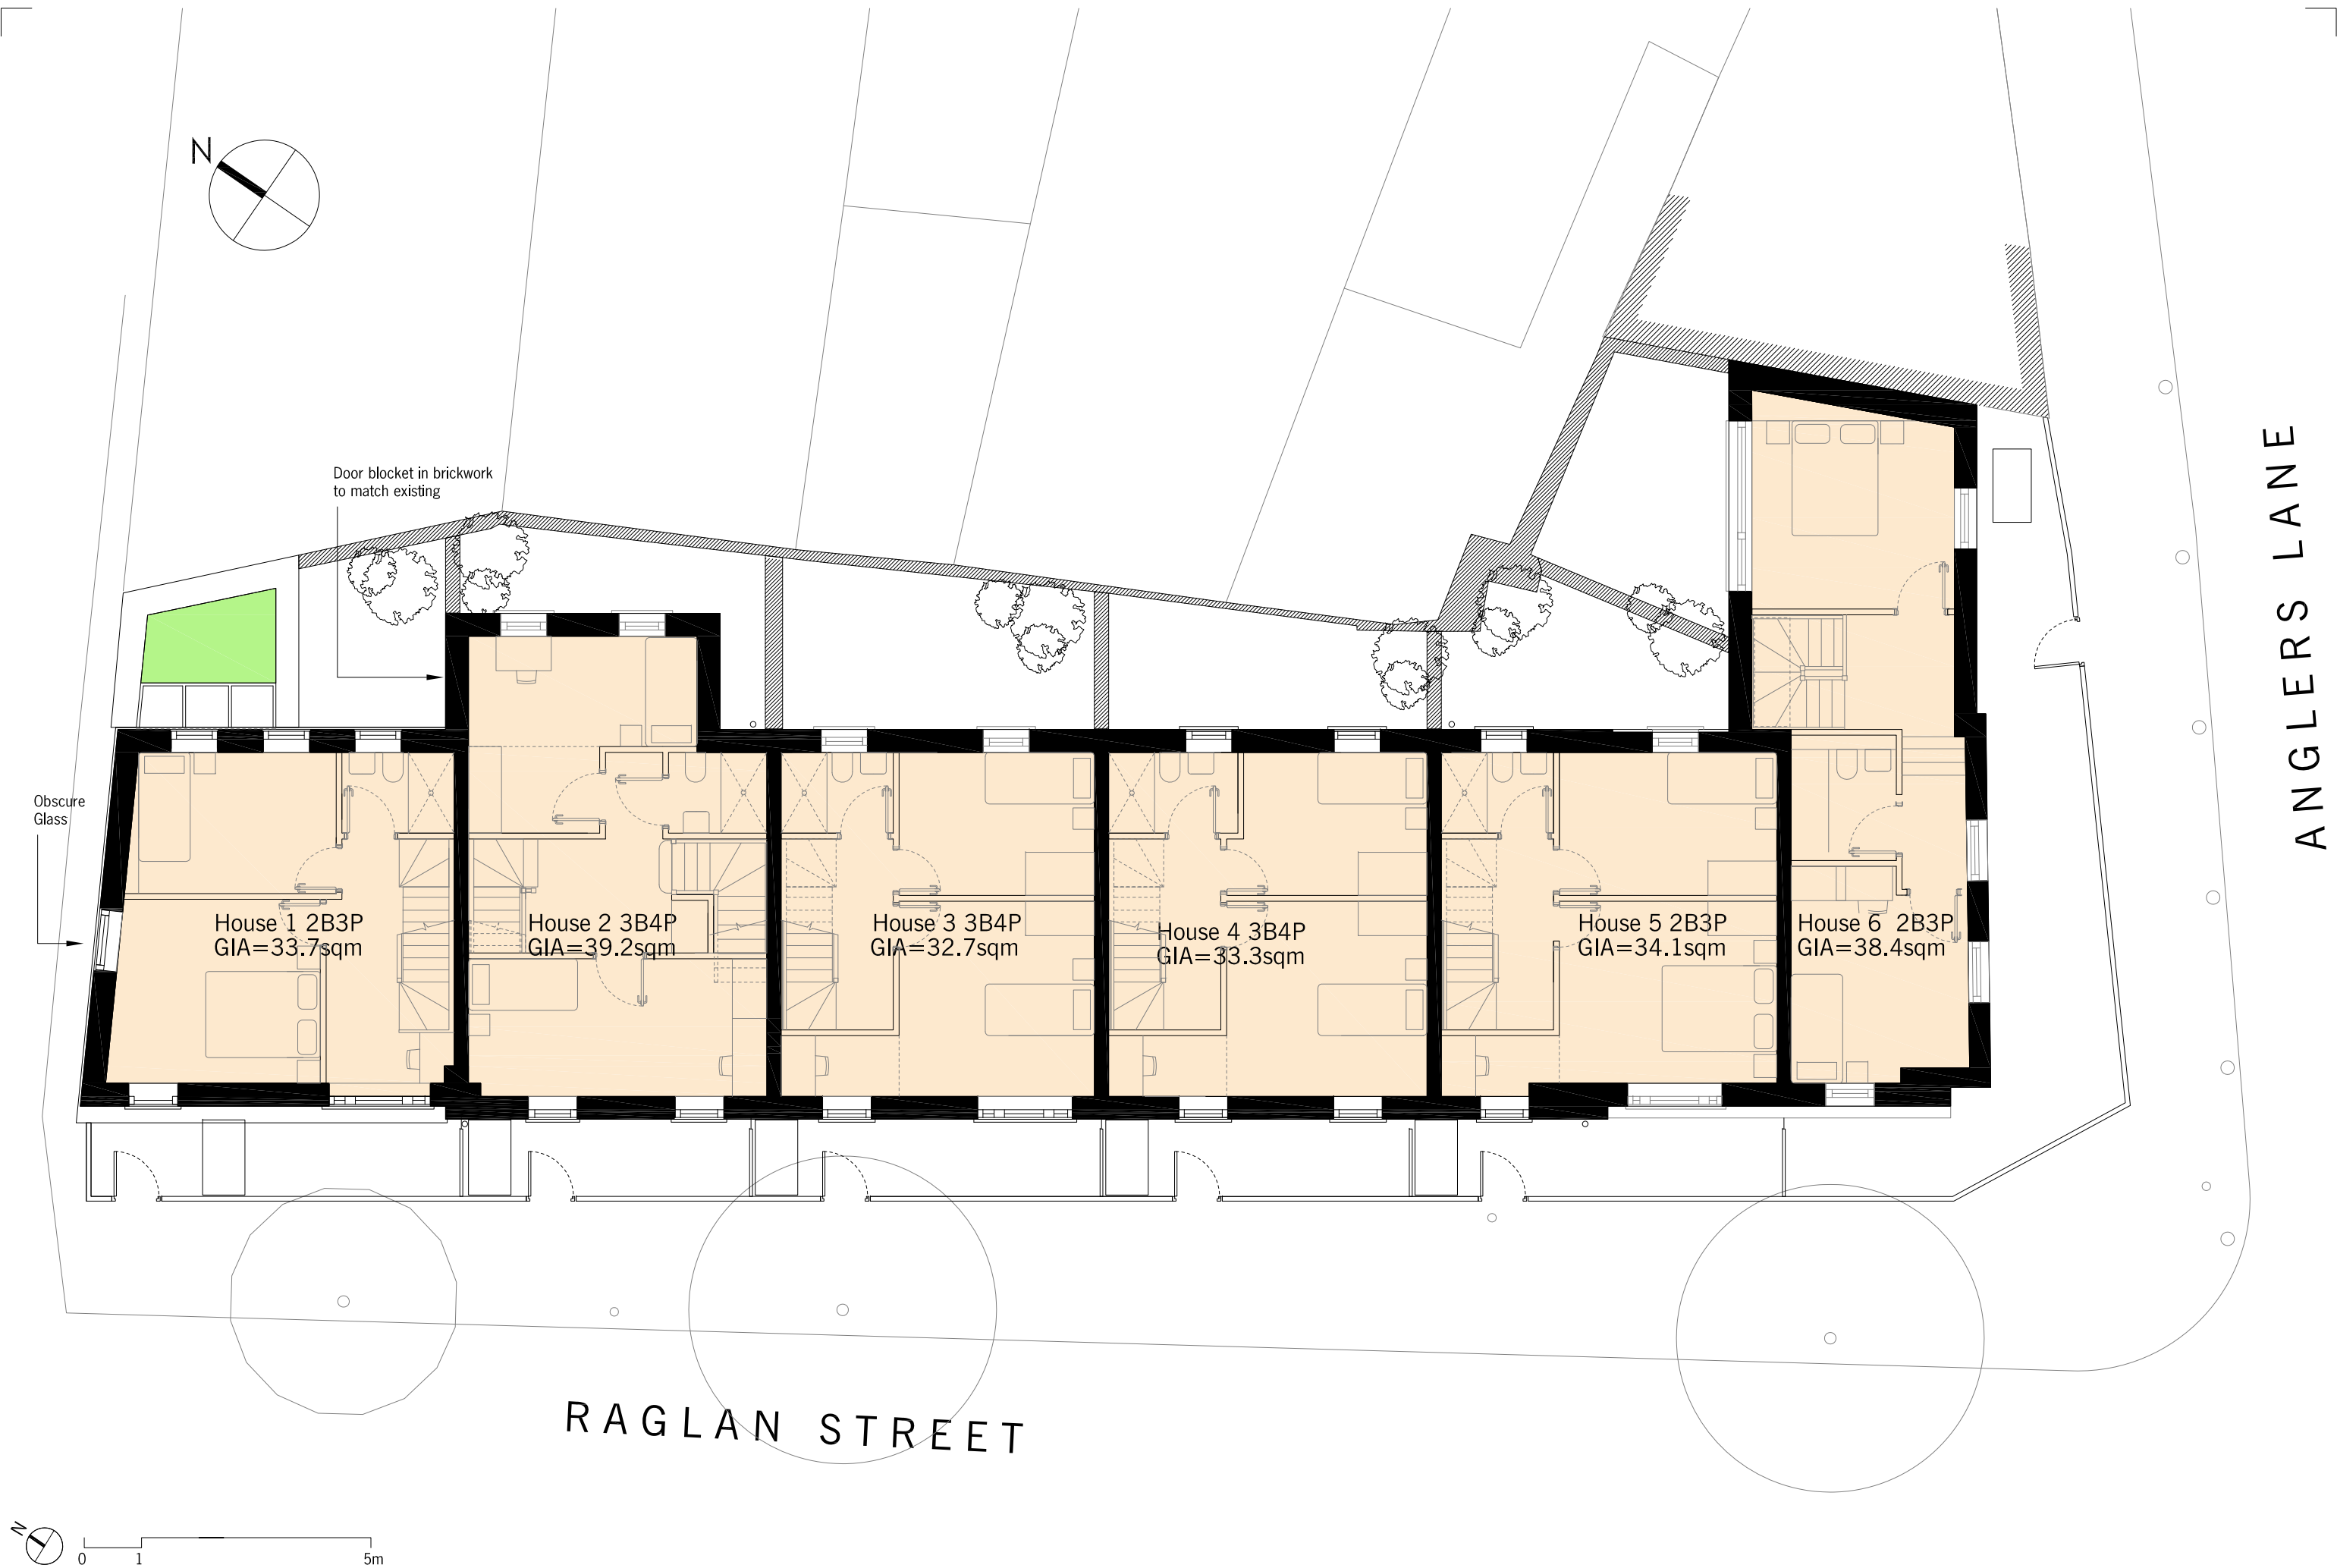 N
Door blocket in brickwork
to match existing
ANGLERS LANE
Obscure
Glass
House 1 2B3P
GIA=33.7sqm
House 2 3B4P
GIA=39.2sqm
House 3 3B4P
GIA=32.7sqm
House 4 3B4P
GIA=33.3sqm
House 5 2B3P
GIA=34.1sqm
House 6 2B3P
GIA=38.4sqm
RAGLAN STREET
N
0 1 5m